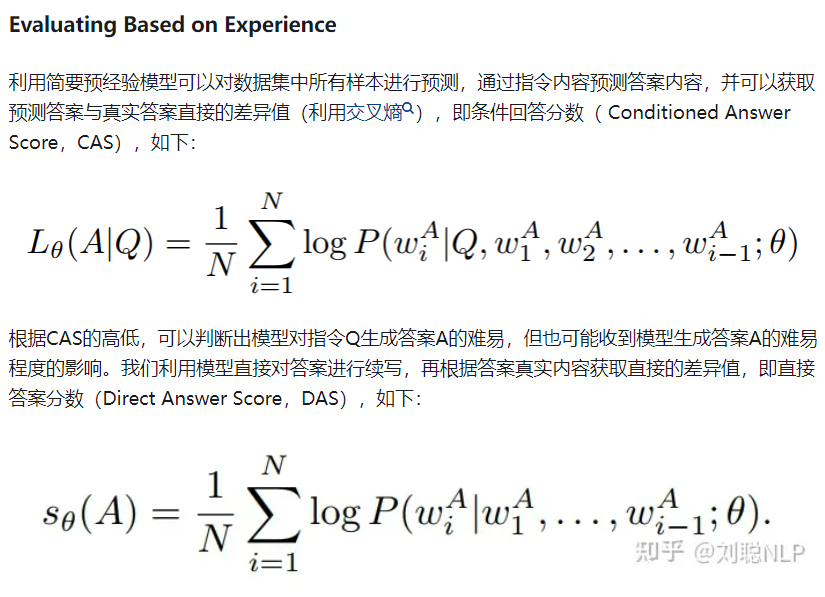 Evaluating Based on Experience
利用简要预经验模型可以对数据集中所有样本进行预测，通过指令内容预测答案内容，并可以获取
预测答案与真实答案直接的差异值（利用交叉熵），即条件回答分数（ Conditioned Answer
Score，CAS），如下：
L_θ(A|Q) = \frac{1}{N} \sum_{i=1}^{N} \log P(w_i^A|Q, w_1^A, w_2^A, \ldots, w_{i-1}^A; θ)
根据CAS的高低，可以判断出模型对指令Q生成答案A的难易，但也可能收到模型生成答案A的难易
程度的影响。我们利用模型直接对答案进行续写，再根据答案真实内容获取直接的差异值，即直接
答案分数（Direct Answer Score，DAS），如下：
s_θ(A) = \frac{1}{N} \sum_{i=1}^{N} \log P(w_i^A|w_1^A, \ldots, w_{i-1}^A; θ).
知乎 @刘聪NLP